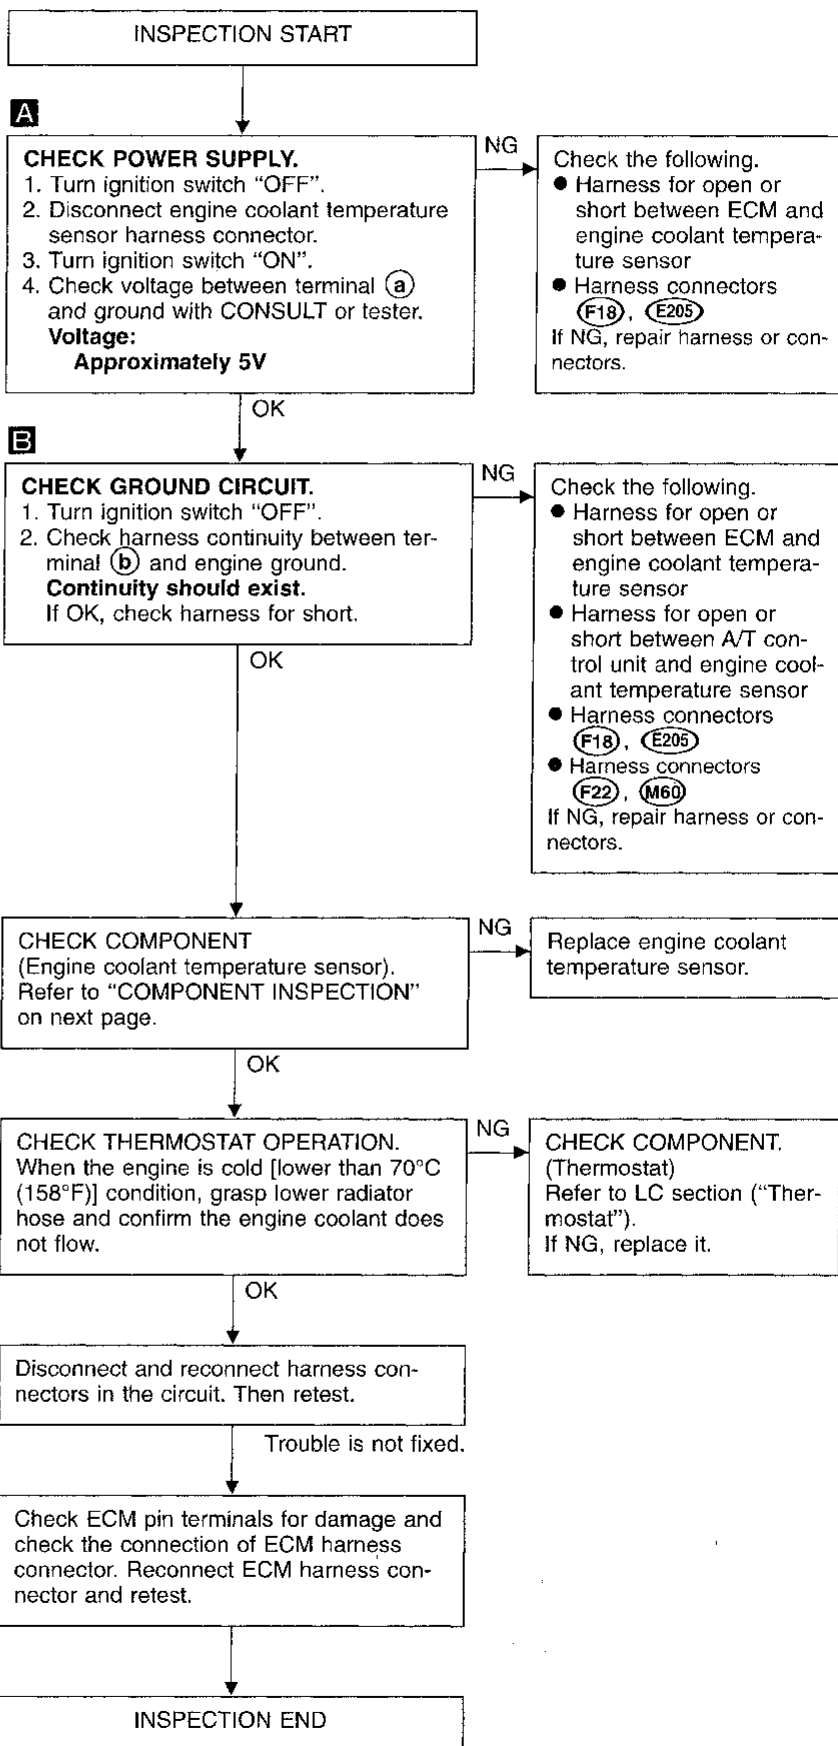 INSPECTION START
A
CHECK POWER SUPPLY.
1. Turn ignition switch “OFF”.
2. Disconnect engine coolant temperature
sensor harness connector.
3. Turn ignition switch “ON”.
4. Check voltage between terminal (a)
and ground with CONSULT or tester.
Voltage:
Approximately 5V
NG
Check the following.
● Harness for open or
short between ECM and
engine coolant tempera-
ture sensor
● Harness connectors
(F18), (E205)
If NG, repair harness or con-
nectors.
OK
B
CHECK GROUND CIRCUIT.
1. Turn ignition switch “OFF”.
2. Check harness continuity between ter-
minal (b) and engine ground.
Continuity should exist.
If OK, check harness for short.
NG
Check the following.
● Harness for open or
short between ECM and
engine coolant tempera-
ture sensor
● Harness for open or
short between A/T con-
trol unit and engine cool-
ant temperature sensor
● Harness connectors
(F18), (E205)
● Harness connectors
(F22), (M60)
If NG, repair harness or con-
nectors.
OK
CHECK COMPONENT
(Engine coolant temperature sensor).
Refer to “COMPONENT INSPECTION”
on next page.
NG
Replace engine coolant
temperature sensor.
OK
CHECK THERMOSTAT OPERATION.
When the engine is cold [lower than 70°C
(158°F)] condition, grasp lower radiator
hose and confirm the engine coolant does
not flow.
NG
CHECK COMPONENT.
(Thermostat)
Refer to LC section (“Ther-
mostat”).
If NG, replace it.
OK
Disconnect and reconnect harness con-
nectors in the circuit. Then retest.
Trouble is not fixed.
Check ECM pin terminals for damage and
check the connection of ECM harness
connector. Reconnect ECM harness con-
nector and retest.
INSPECTION END